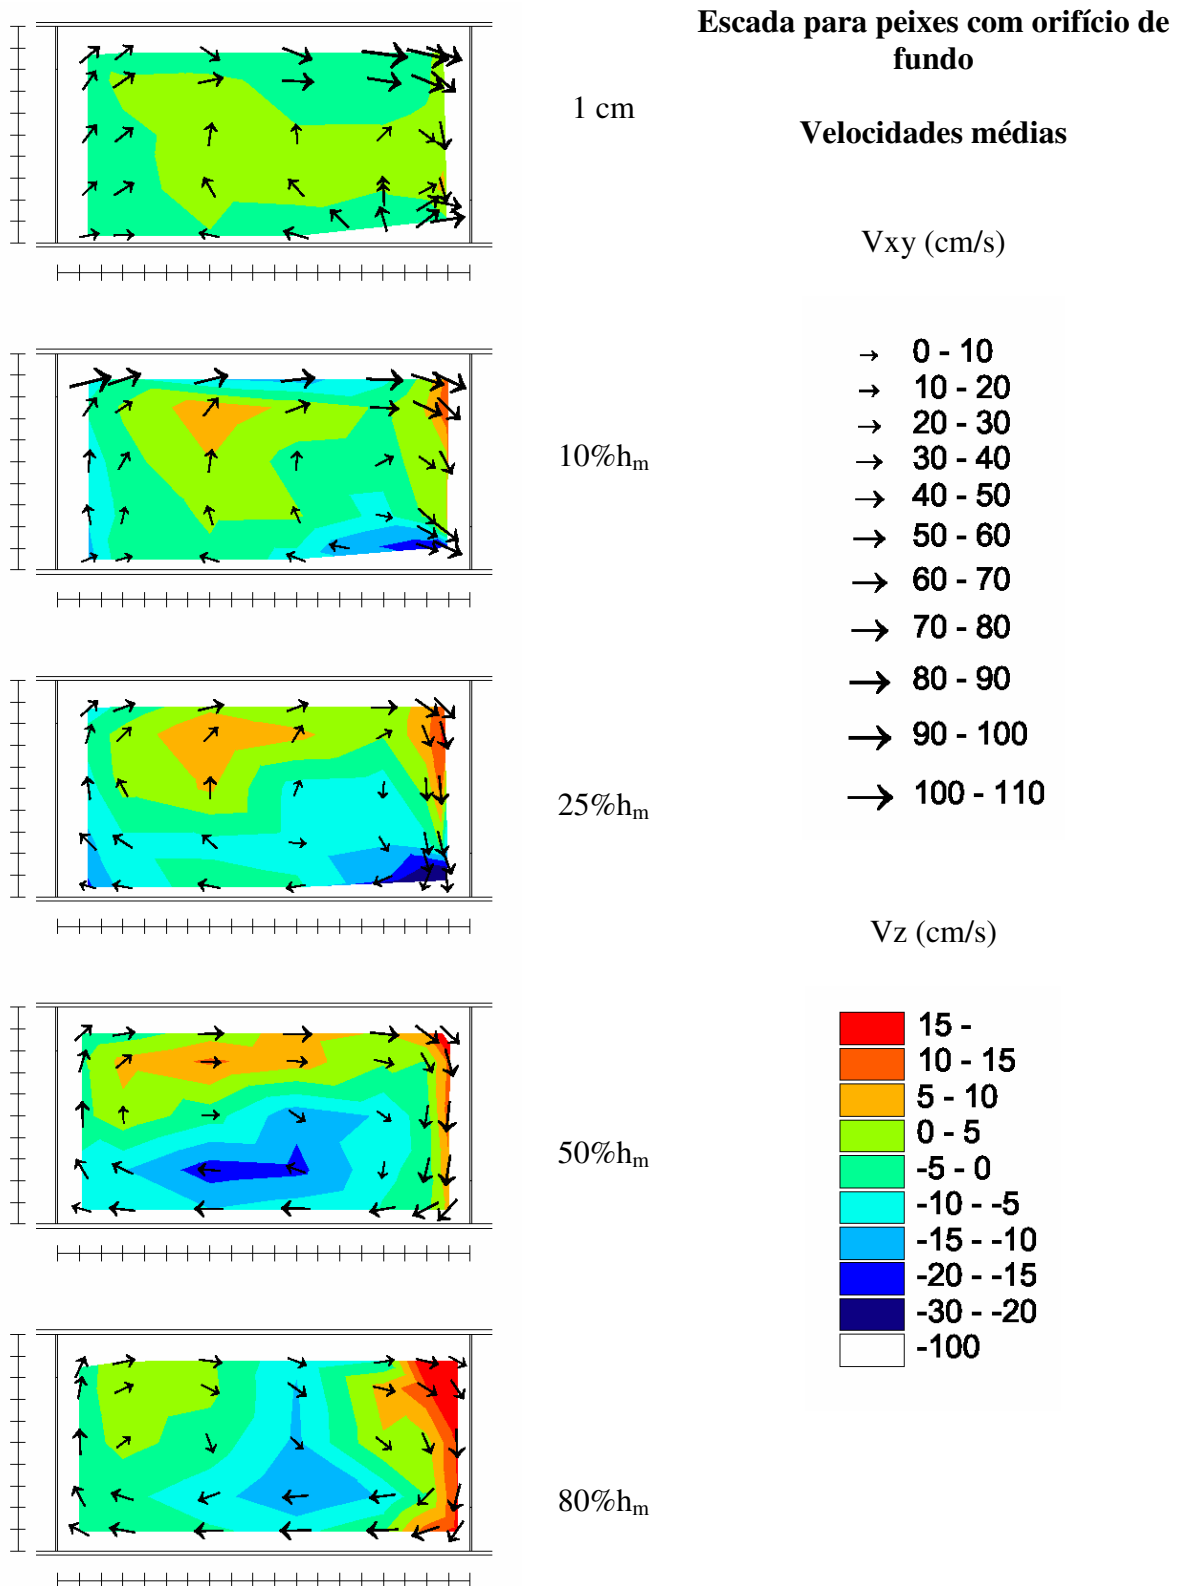 Escada para peixes com orifício de
fundo
Velocidades médias
1 cm
10%hm
25%hm
50%hm
80%hm
Vxy (cm/s)
0 - 10
10 - 20
20 - 30
30 - 40
40 - 50
50 - 60
60 - 70
70 - 80
80 - 90
90 - 100
100 - 110
Vz (cm/s)
15 -
10 - 15
5 - 10
0 - 5
-5 - 0
-10 - -5
-15 - -10
-20 - -15
-30 - -20
-100